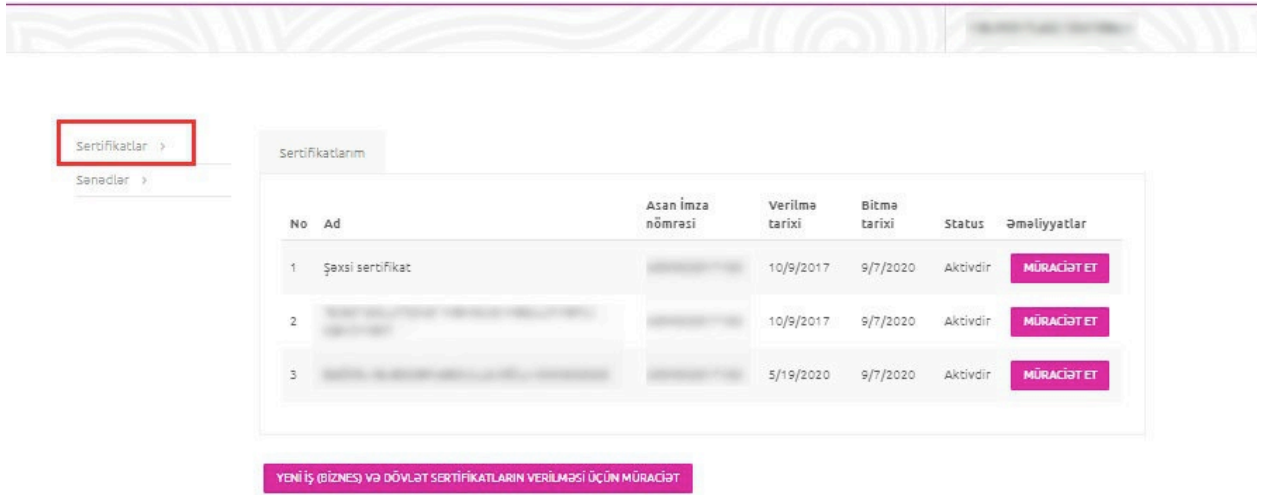 Sertifikatlar >
Sənədlər >
Sertifikatlarım
No Ad Asan İmza nömrəsi Verilmə tarixi Bitmə tarixi Status Əməliyyatlar
1 Şəxsi sertifikat 10/9/2017 9/7/2020 Aktivdir MÜRACİƏT ET
2 10/9/2017 9/7/2020 Aktivdir MÜRACİƏT ET
3 5/19/2020 9/7/2020 Aktivdir MÜRACİƏT ET
YENİ İŞ (BİZNES) VƏ DÖVLƏT SERTİFİKATLARIN VERİLMƏSİ ÜÇÜN MÜRACİƏT